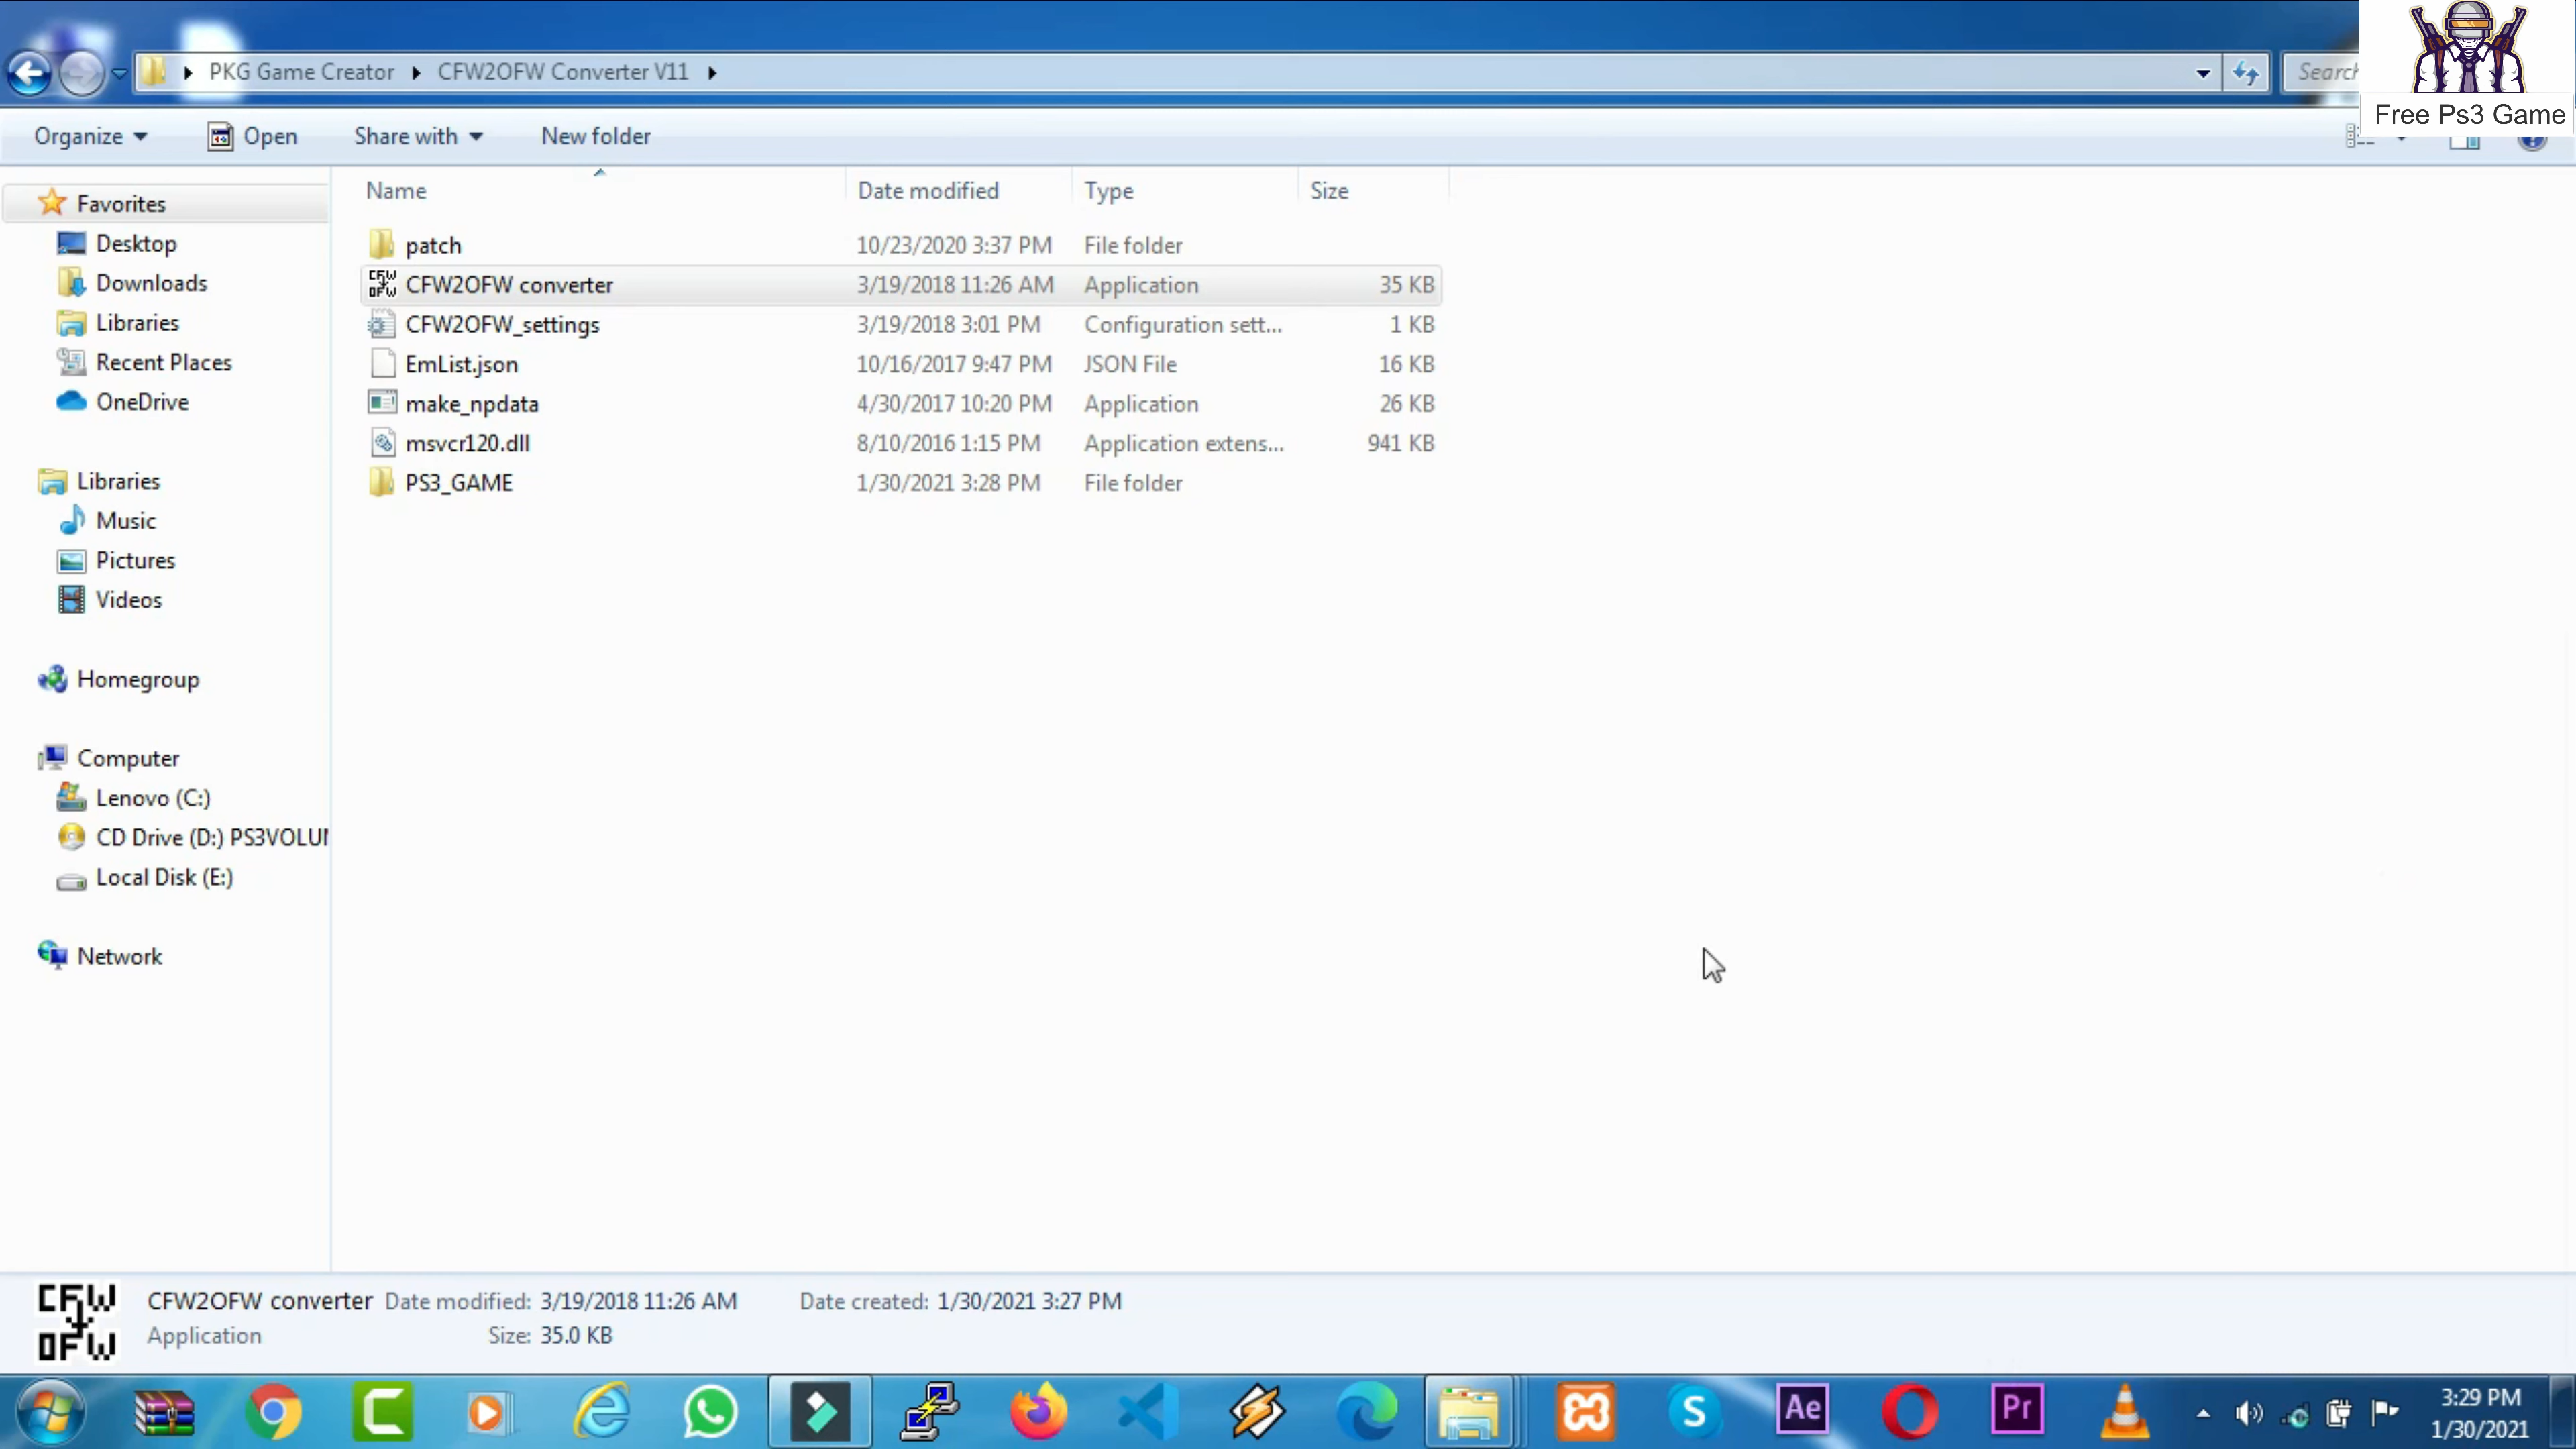 PKG Game Creator CFW2OFW Converter V11
Search
Free Ps3 Game
Organize Open Share with New folder
Name Date modified Type Size
Favorites
Desktop
Downloads
Libraries
Recent Places
OneDrive
Libraries
Music
Pictures
Videos
Homegroup
Computer
Lenovo (C:)
CD Drive (D:) PS3VOLUM
Local Disk (E:)
Network
patch 10/23/2020 3:37 PM File folder
CFW2OFW converter 3/19/2018 11:26 AM Application 35 KB
CFW2OFW_settings 3/19/2018 3:01 PM Configuration sett... 1 KB
EmList.json 10/16/2017 9:47 PM JSON File 16 KB
make_npdata 4/30/2017 10:20 PM Application 26 KB
msvcr120.dll 8/10/2016 1:15 PM Application extens... 941 KB
PS3_GAME 1/30/2021 3:28 PM File folder
CFW OFW
CFW2OFW converter Date modified: 3/19/2018 11:26 AM Date created: 1/30/2021 3:27 PM
Application Size: 35.0 KB
Ae Pr
3:29 PM
1/30/2021